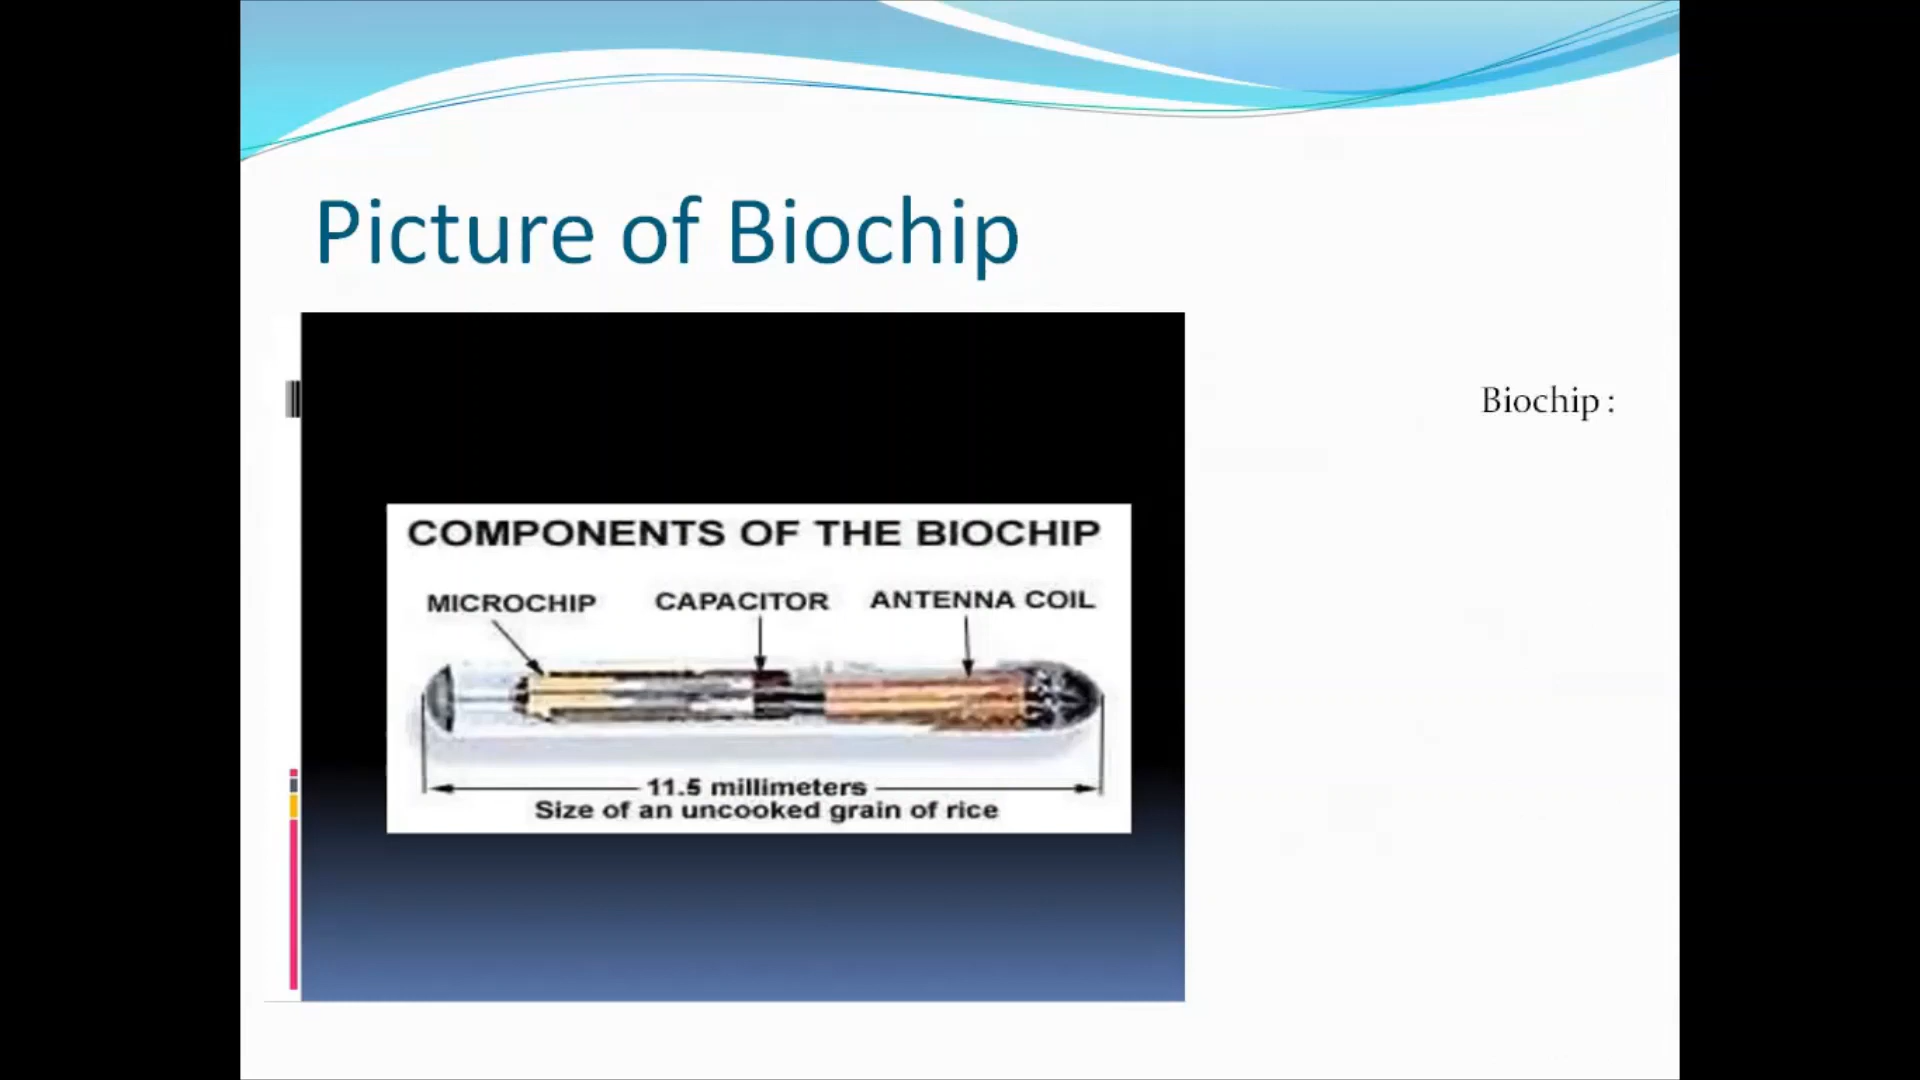 Picture of Biochip
Biochip :
COMPONENTS OF THE BIOCHIP
MICROCHIP CAPACITOR ANTENNA COIL
11.5 millimeters
Size of an uncooked grain of rice